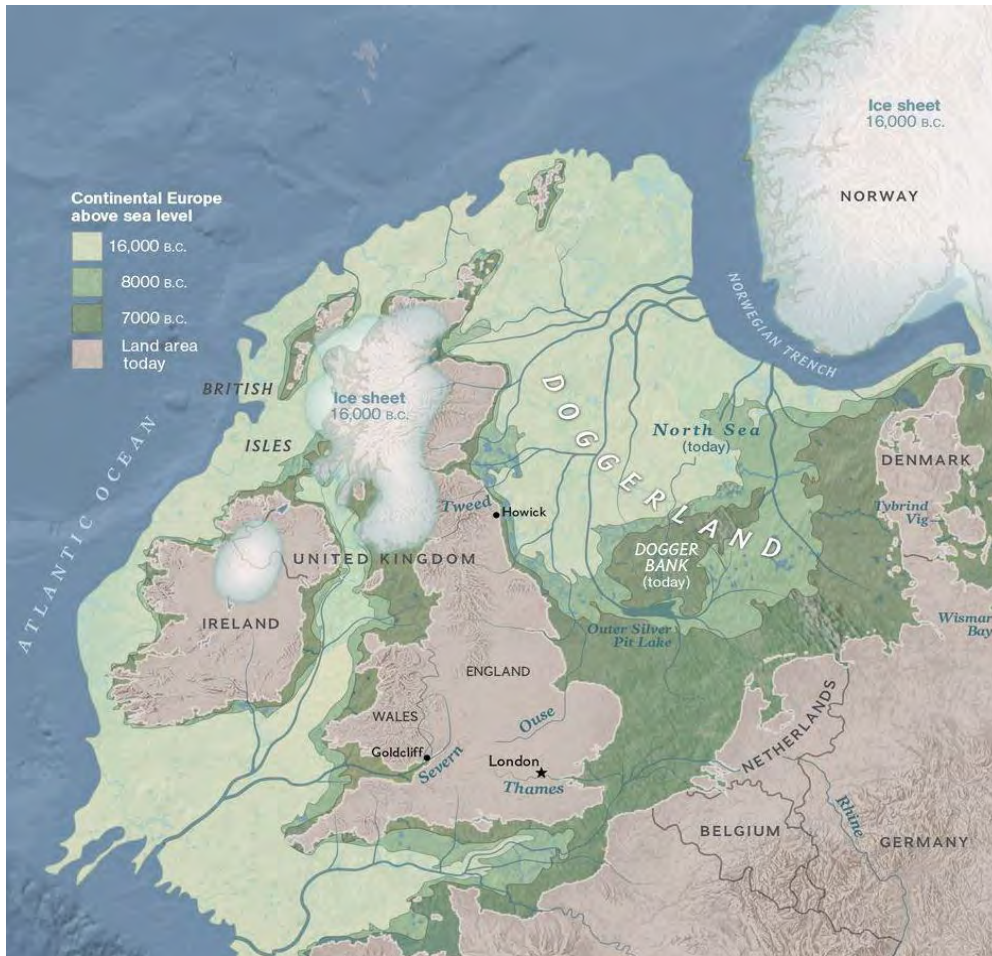 Ice sheet
16,000 B.C.
NORWAY
Continental Europe
above sea level
16,000 B.C.
8000 B.C.
7000 B.C.
Land area
today
NORWEGIAN TRENCH
BRITISH
ISLES
Ice sheet
16,000 B.C.
ATLANTIC OCEAN
DOGGERLAND
North Sea
(today)
DENMARK
Tybrind
Vig
Tweed
Howick
DOGGER
BANK
(today)
UNITED KINGDOM
IRELAND
Outer Silver
Pit Lake
Wismar
Bay
ENGLAND
WALES
Ouse
NETHERLANDS
Goldcliff
Severn
London
Thames
Rhine
BELGIUM
GERMANY